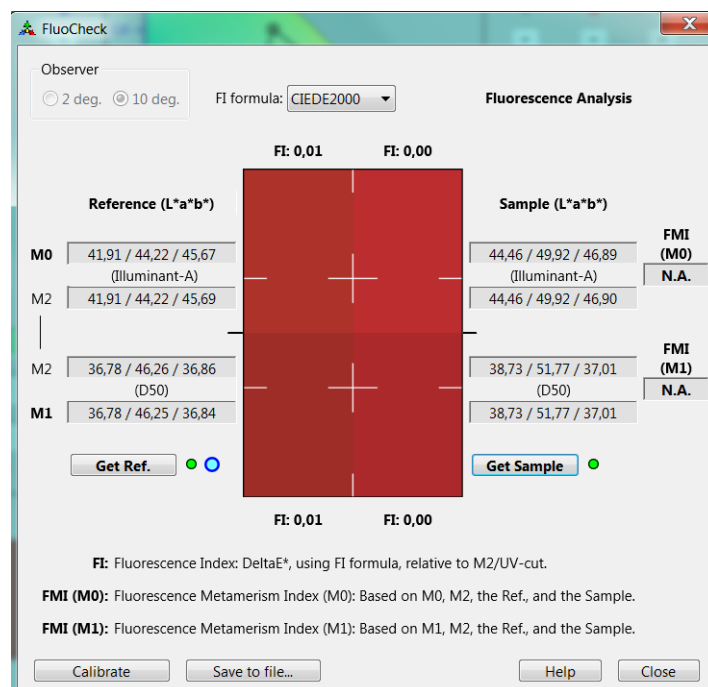 FluoCheck
Observer
2 deg. 10 deg. FI formula: CIEDE2000 Fluorescence Analysis
FI: 0,01 FI: 0,00
Reference (L*a*b*) Sample (L*a*b*)
FMI
M0 41,91 / 44,22 / 45,67 44,46 / 49,92 / 46,89 (M0)
(Illuminant-A) (Illuminant-A) N.A.
M2 41,91 / 44,22 / 45,69 44,46 / 49,92 / 46,90
FMI
M2 36,78 / 46,26 / 36,86 38,73 / 51,77 / 37,01 (M1)
(D50) (D50) N.A.
M1 36,78 / 46,25 / 36,84 38,73 / 51,77 / 37,01
Get Ref. Get Sample
FI: 0,01 FI: 0,00
FI: Fluorescence Index: DeltaE*, using FI formula, relative to M2/UV-cut.
FMI (M0): Fluorescence Metamerism Index (M0): Based on M0, M2, the Ref., and the Sample.
FMI (M1): Fluorescence Metamerism Index (M1): Based on M1, M2, the Ref., and the Sample.
Calibrate Save to file... Help Close